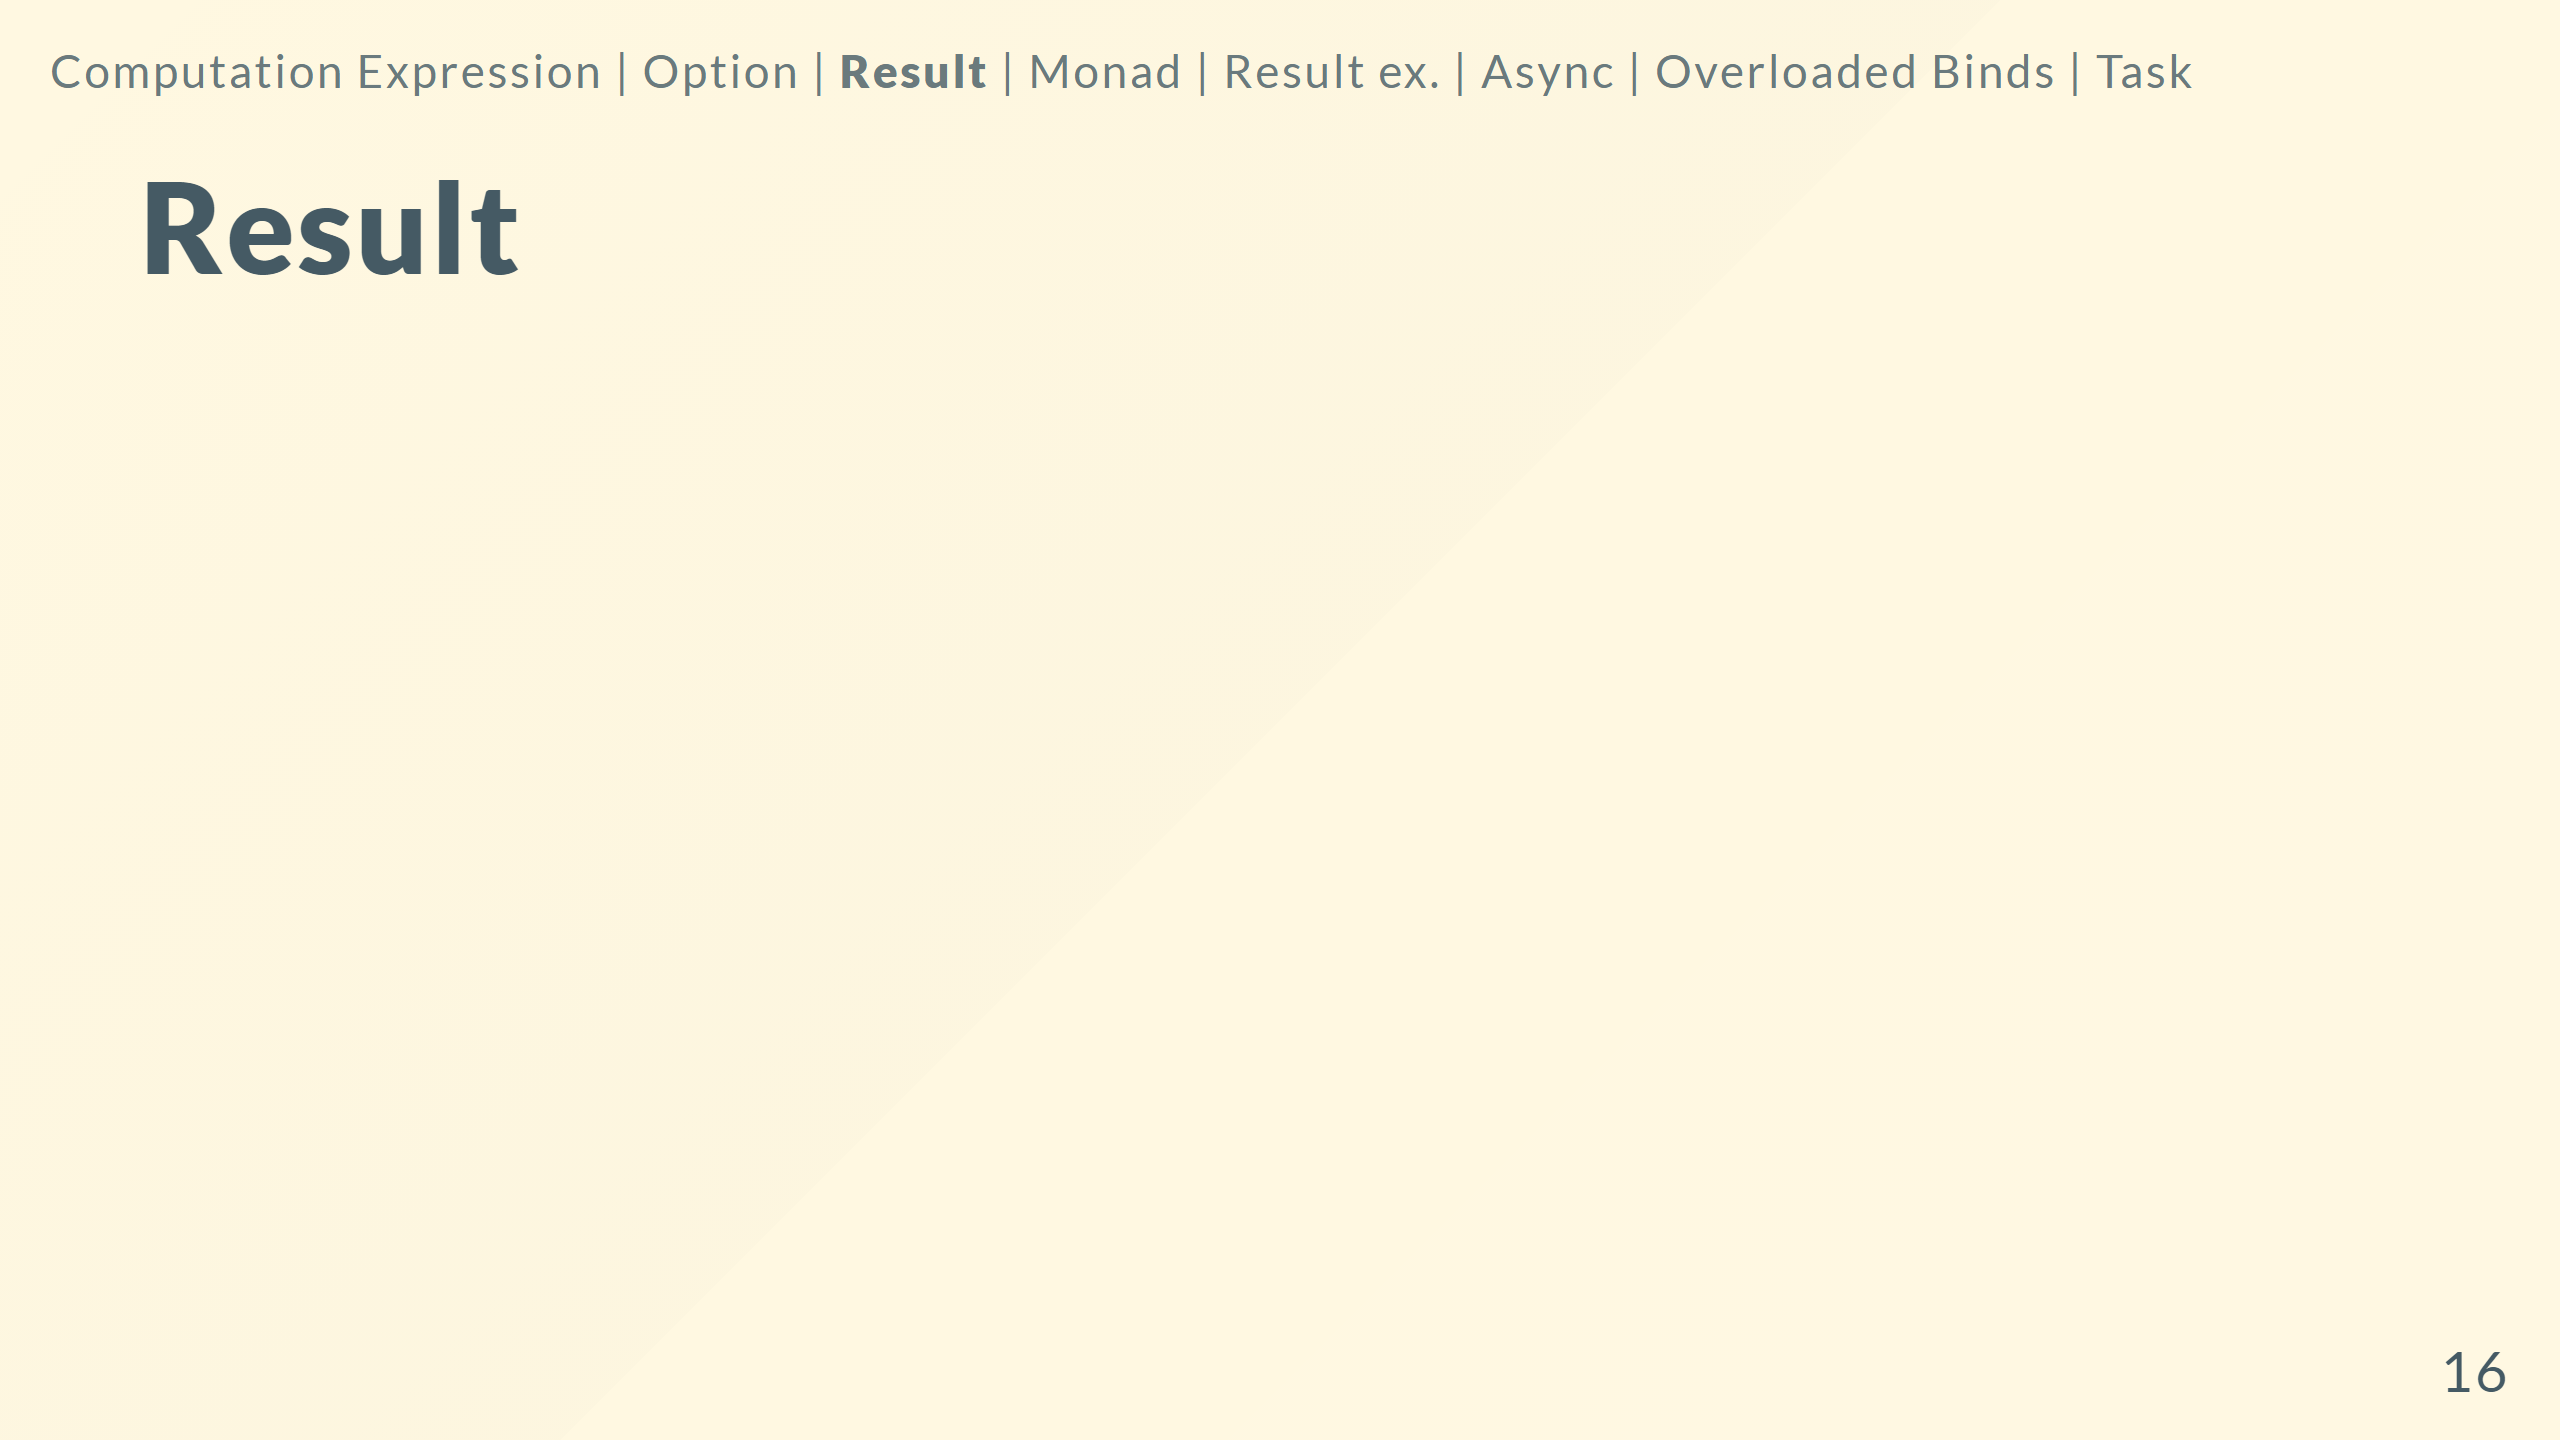 Computation Expression | Option | Result | Monad | Result ex. | Async | Overloaded Binds | Task
Result
16